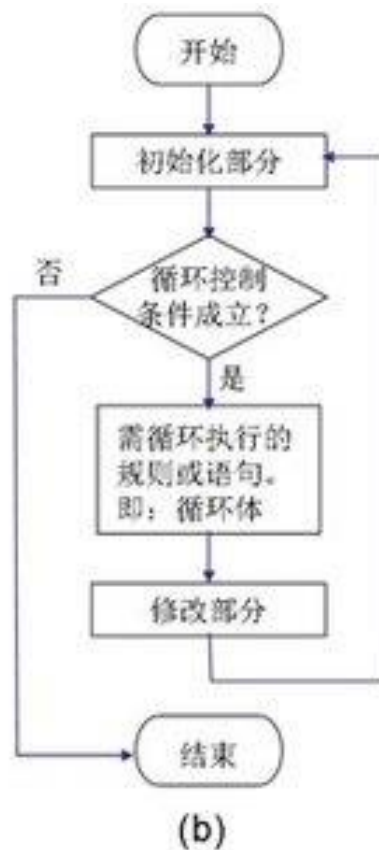 开始
初始化部分
否
循环控制
条件成立？
是
需循环执行的
规则或语句。
即：循环体
修改部分
结束
(b)